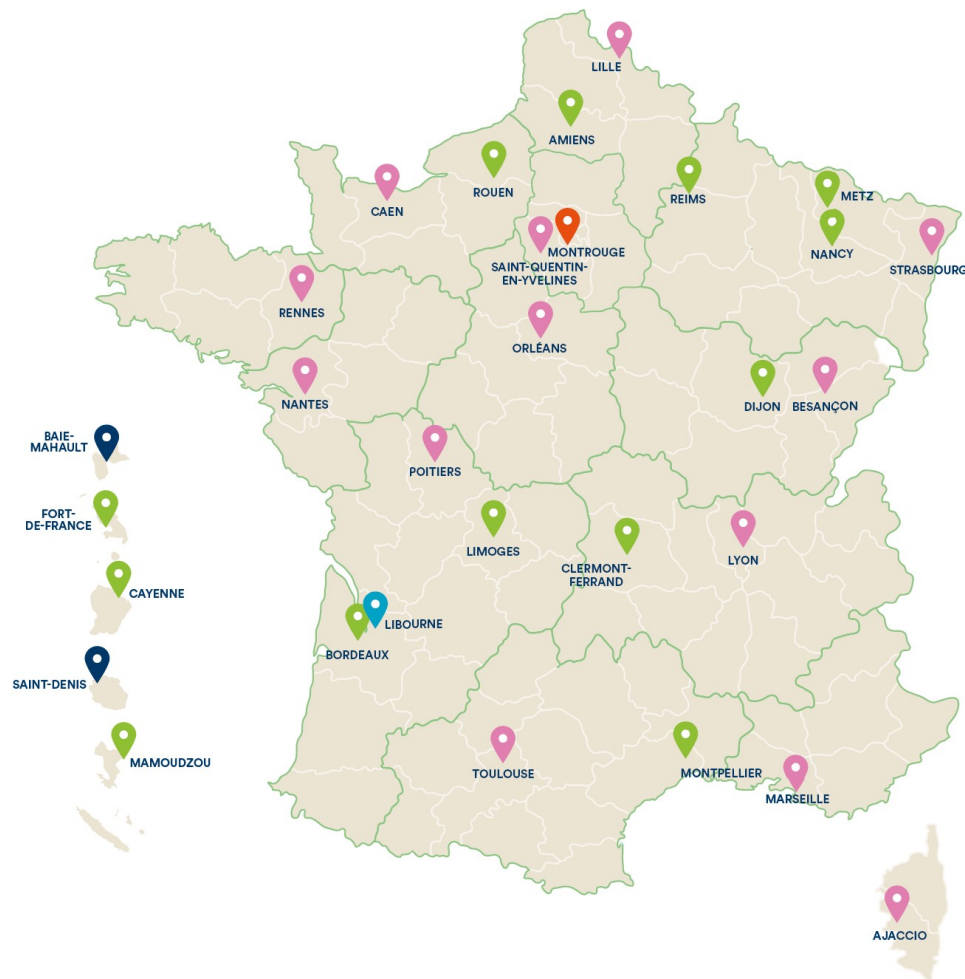 LILLE
AMIENS
ROUEN
REIMS
METZ
CAEN
NANCY
MONTROUGE
SAINT-QUENTIN-
EN-YVELINES
STRASBOURG
RENNES
ORLÉANS
NANTES
DIJON
BESANÇON
BAIE-
MAHAULT
POITIERS
FORT-
DE-FRANCE
LIMOGES
LYON
CLERMONT-
FERRAND
CAYENNE
LIBOURNE
BORDEAUX
SAINT-DENIS
MAMOUDZOU
TOULOUSE
MONTPELLIER
MARSEILLE
AJACCIO